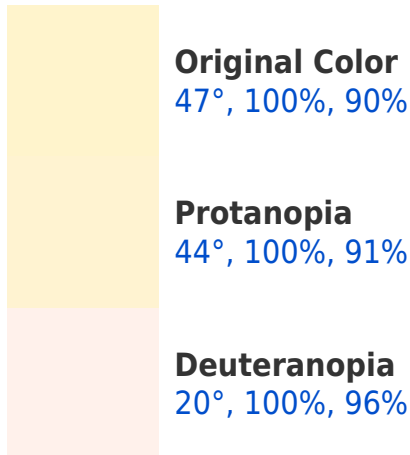 Original Color
47°, 100%, 90%
Protanopia
44°, 100%, 91%
Deuteranopia
20°, 100%, 96%